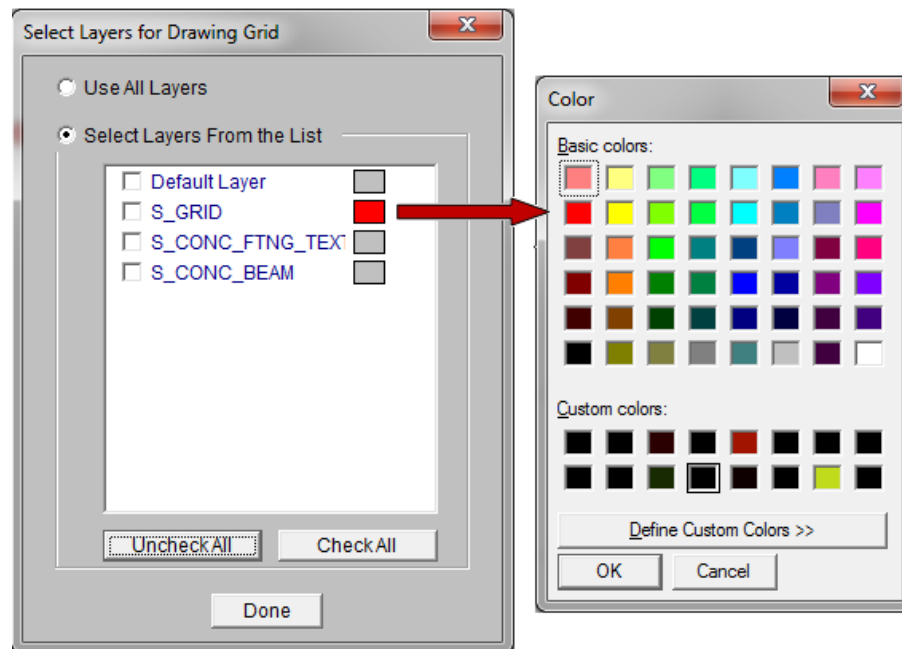 Select Layers for Drawing Grid
Use All Layers
Select Layers From the List
Default Layer
S_GRID
S_CONC_FTNG_TEXT
S_CONC_BEAM
Uncheck All
Check All
Done
Color
Basic colors:
Custom colors:
Define Custom Colors >>
OK
Cancel